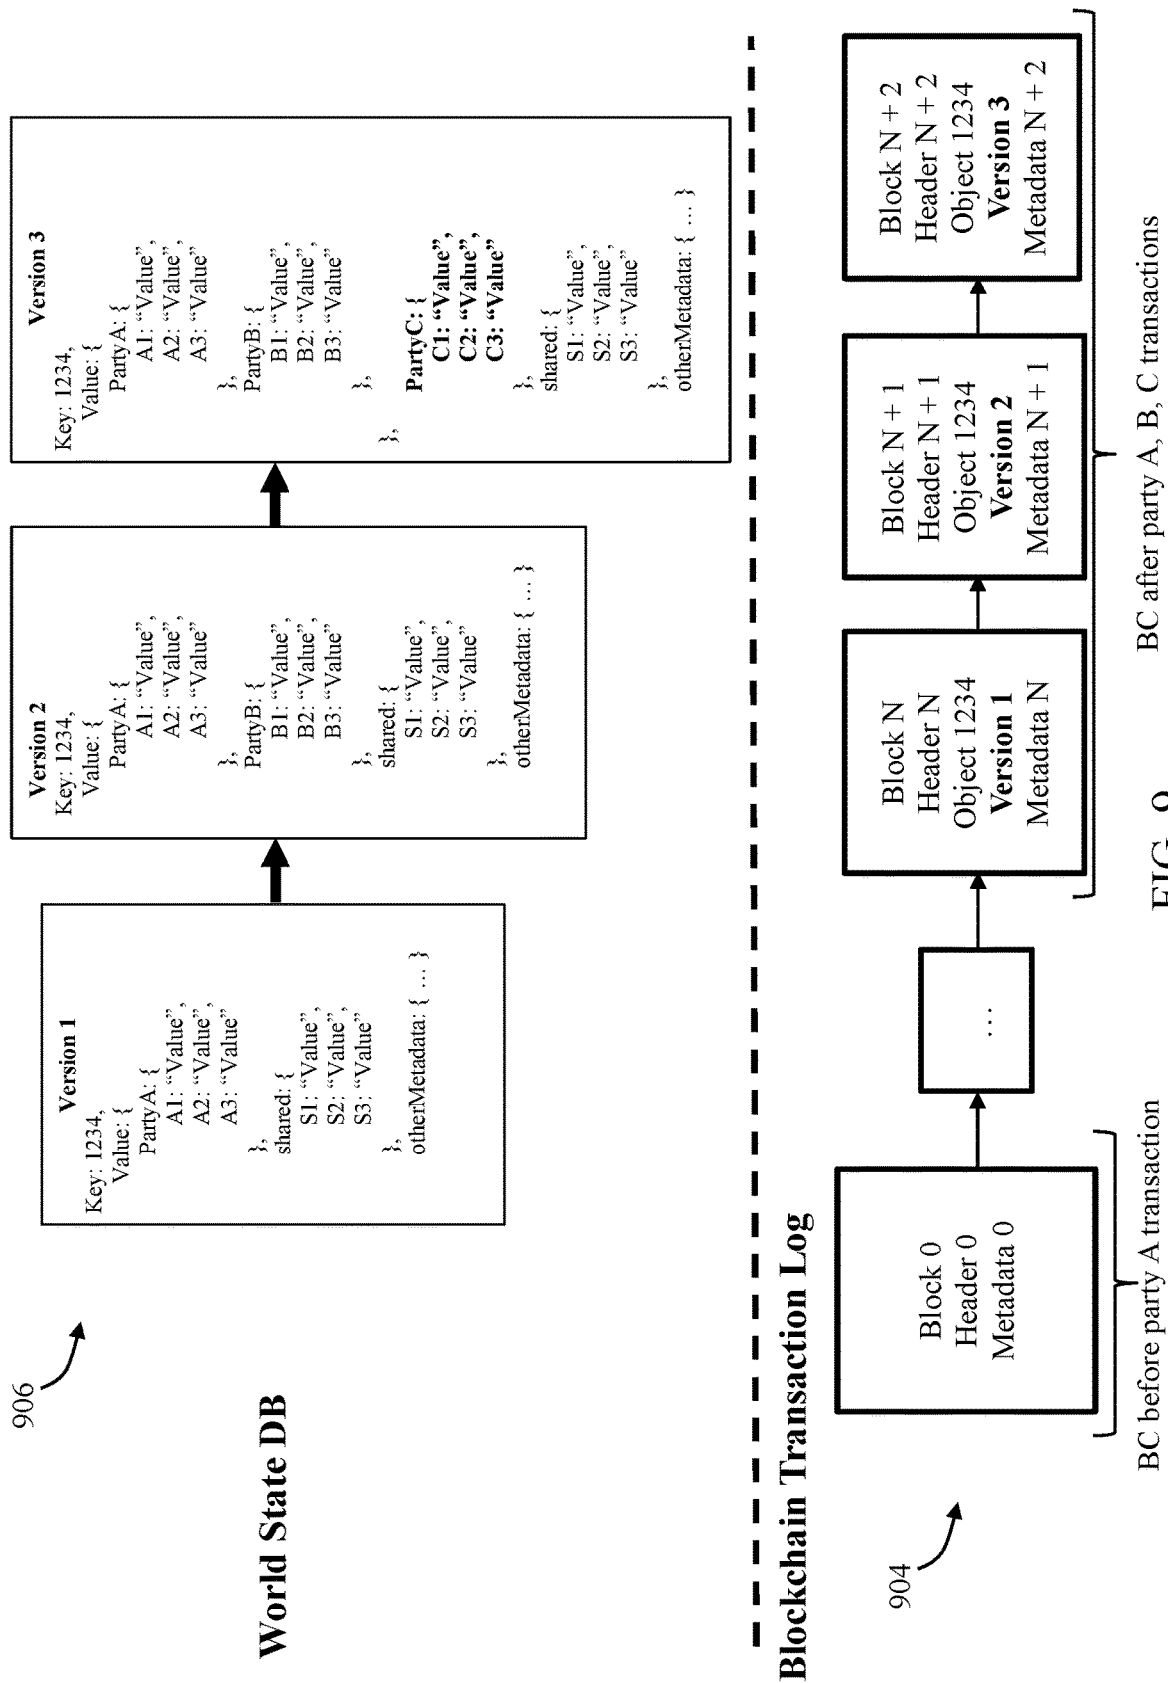 906
World State DB
Version 1
Key: 1234,
Value: {
PartyA: {
A1: “Value”,
A2: “Value”,
A3: “Value”
},
shared: {
S1: “Value”,
S2: “Value”,
S3: “Value”
},
otherMetadata: { … }
Version 2
Key: 1234,
Value: {
PartyA: {
A1: “Value”,
A2: “Value”,
A3: “Value”
},
PartyB: {
B1: “Value”,
B2: “Value”,
B3: “Value”
},
shared: {
S1: “Value”,
S2: “Value”,
S3: “Value”
},
otherMetadata: { … }
Version 3
Key: 1234,
Value: {
PartyA: {
A1: “Value”,
A2: “Value”,
A3: “Value”
},
PartyB: {
B1: “Value”,
B2: “Value”,
B3: “Value”
},
},
PartyC: {
C1: “Value”,
C2: “Value”,
C3: “Value”
},
shared: {
S1: “Value”,
S2: “Value”,
S3: “Value”
},
otherMetadata: { … }
Blockchain Transaction Log
904
Block 0
Header 0
Metadata 0
…
Block N
Header N
Object 1234
Version 1
Metadata N
Block N + 1
Header N + 1
Object 1234
Version 2
Metadata N + 1
Block N + 2
Header N + 2
Object 1234
Version 3
Metadata N + 2
BC before party A transaction
BC after party A, B, C transactions
FIG. 9